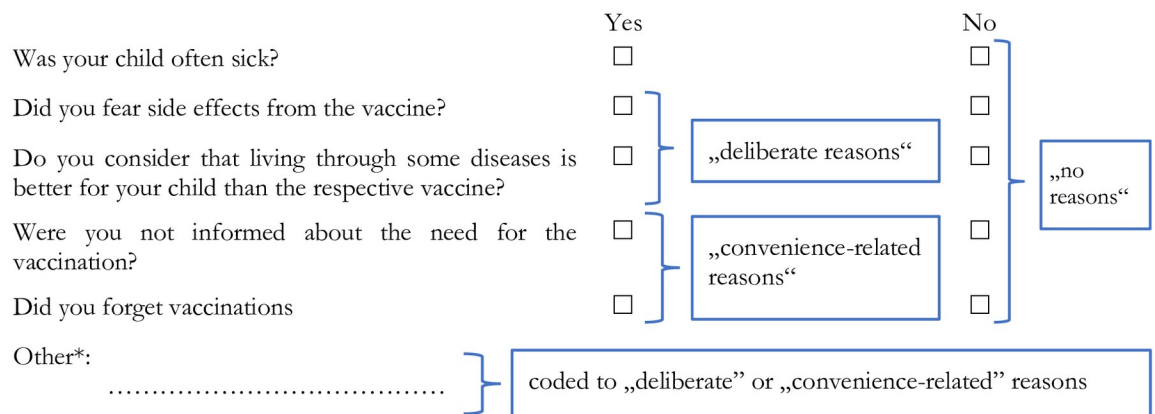 Yes No
Was your child often sick? ☐ ☐
Did you fear side effects from the vaccine? ☐ ☐
„deliberate reasons“
Do you consider that living through some diseases is ☐ ☐
better for your child than the respective vaccine?
„no
reasons“
Were you not informed about the need for the ☐ ☐
vaccination?
„convenience-related
reasons“
Did you forget vaccinations ☐ ☐
Other*:
.......................................
coded to „deliberate” or „convenience-related” reasons